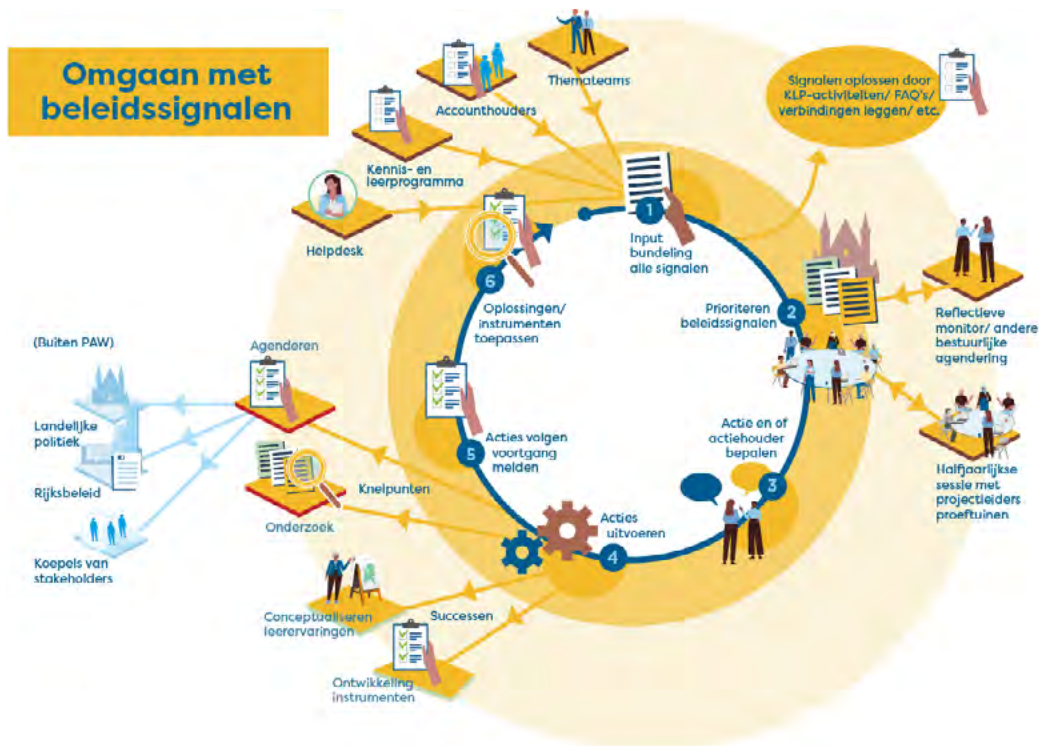 Omgaan met
beleidssignalen
Themateams
Accounthouders
Kennis- en
leerprogramma
Helpdesk
Signalen oplossen door
KLP-activiteiten/ FAQ's/
verbindingen leggen/ etc.
1
Input
bundeling
alle signalen
2
Prioriteren
beleidssignalen
Reflectieve
monitor/ andere
bestuurlijke
agendering
Halfjaarlijkse
sessie met
projectleiders
proeftuinen
Actie en of
actiehouder
bepalen
3
Acties
uitvoeren
4
5
Acties volgen
voortgang
melden
6
Oplossingen/
instrumenten
toepassen
Agenderen
Knelpunten
Onderzoek
(Buiten PAW)
Landelijke
politiek
Rijksbeleid
Koepels van
stakeholders
Successen
Conceptualiseren
leerervaringen
Ontwikkeling
instrumenten